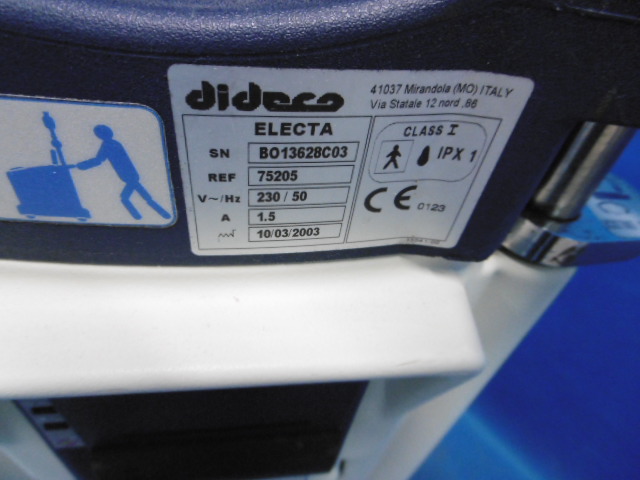 dideco
41037 Mirandola (MO) ITALY
Via Statale 12 nord ,86
ELECTA
SN BO13628C03
REF 75205
V~/Hz 230 / 50
A 1.5
10/03/2003
CLASS I
IPX 1
CE 0123